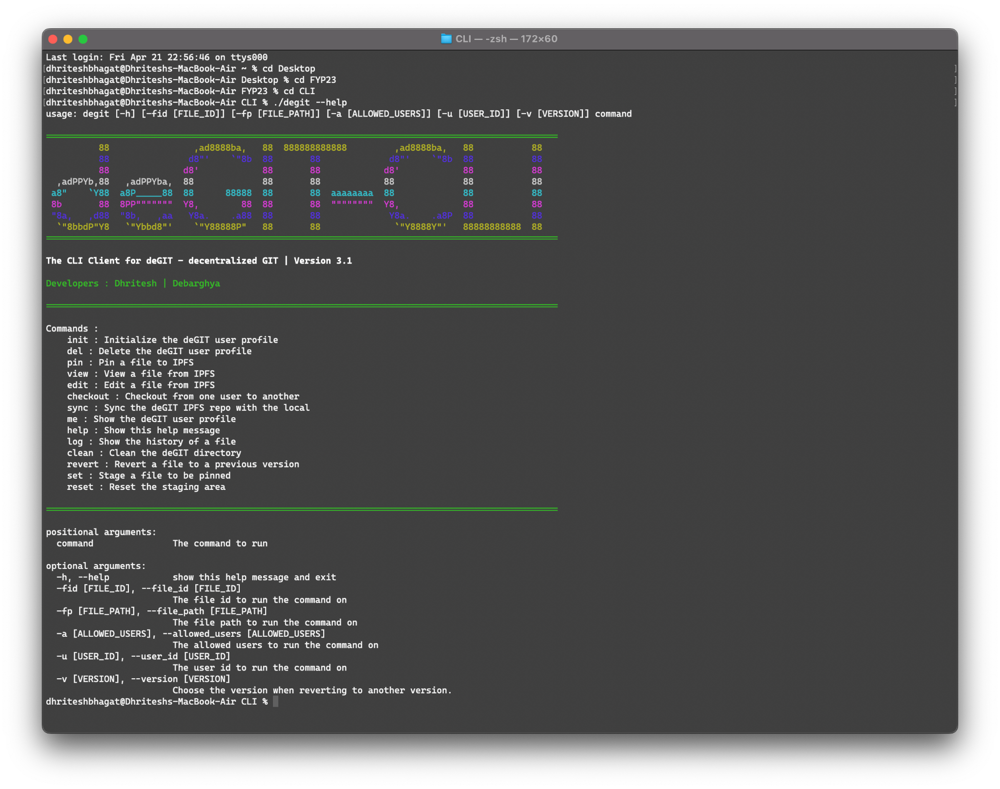 CLI — -zsh — 172×60
Last login: Fri Apr 21 22:56:46 on ttys000
[dhriteshbhagat@Dhriteshs-MacBook-Air ~ % cd Desktop ]
[dhriteshbhagat@Dhriteshs-MacBook-Air Desktop % cd FYP23 ]
[dhriteshbhagat@Dhriteshs-MacBook-Air FYP23 % cd CLI ]
[dhriteshbhagat@Dhriteshs-MacBook-Air CLI % ./degit --help ]
usage: degit [-h] [-fid [FILE_ID]] [-fp [FILE_PATH]] [-a [ALLOWED_USERS]] [-u [USER_ID]] [-v [VERSION]] command
          88                ,ad8888ba,   88  888888888888         ,ad8888ba,   88           88
          88               d8"'    `"8b  88       88             d8"'    `"8b  88           88
          88              d8'            88       88            d8'            88           88
  ,adPPYb,88   ,adPPYba,  88             88       88            88             88           88
 a8"    `Y88  a8P_____88  88      88888  88       88  aaaaaaaa  88             88           88
 8b       88  8PP"""""""  Y8,        88  88       88  """"""""  Y8,            88           88
 "8a,   ,d88  "8b,   ,aa   Y8a.    .a88  88       88             Y8a.    .a8P  88           88
  `"8bbdP"Y8   `"Ybbd8"'    `"Y88888P"   88       88              `"Y8888Y"'   88888888888  88
The CLI Client for deGIT - decentralized GIT | Version 3.1
Developers : Dhritesh | Debarghya
Commands :
init : Initialize the deGIT user profile
del : Delete the deGIT user profile
pin : Pin a file to IPFS
view : View a file from IPFS
edit : Edit a file from IPFS
checkout : Checkout from one user to another
sync : Sync the deGIT IPFS repo with the local
me : Show the deGIT user profile
help : Show this help message
log : Show the history of a file
clean : Clean the deGIT directory
revert : Revert a file to a previous version
set : Stage a file to be pinned
reset : Reset the staging area
positional arguments:
command The command to run
optional arguments:
-h, --help show this help message and exit
-fid [FILE_ID], --file_id [FILE_ID]
The file id to run the command on
-fp [FILE_PATH], --file_path [FILE_PATH]
The file path to run the command on
-a [ALLOWED_USERS], --allowed_users [ALLOWED_USERS]
The allowed users to run the command on
-u [USER_ID], --user_id [USER_ID]
The user id to run the command on
-v [VERSION], --version [VERSION]
Choose the version when reverting to another version.
dhriteshbhagat@Dhriteshs-MacBook-Air CLI %